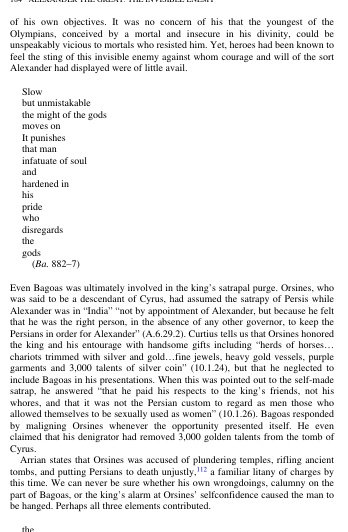 of his own objectives. It was no concern of his that the youngest of the
Olympians, conceived by a mortal and insecure in his divinity, could be
unspeakably vicious to mortals who resisted him. Yet, heroes had been known to
feel the sting of this invisible enemy against whom courage and will of the sort
Alexander had displayed were of little avail.
Slow
but unmistakable
the might of the gods
moves on
It punishes
that man
infatuate of soul
and
hardened in
his
pride
who
disregards
the
gods
(Ba. 882–7)
Even Bagoas was ultimately involved in the king's satrapal purge. Orsines, who
was said to be a descendant of Cyrus, had assumed the satrapy of Persis while
Alexander was in “India” “not by appointment of Alexander, but because he felt
that he was the right person, in the absence of any other governor, to keep the
Persians in order for Alexander” (A.6.29.2). Curtius tells us that Orsines honored
the king and his entourage with handsome gifts including “herds of horses…
chariots trimmed with silver and gold…fine jewels, heavy gold vessels, purple
garments and 3,000 talents of silver coin” (10.1.24), but that he neglected to
include Bagoas in his presentations. When this was pointed out to the self-made
satrap, he answered “that he paid his respects to the king's friends, not his
whores, and that it was not the Persian custom to regard as men those who
allowed themselves to be sexually used as women” (10.1.26). Bagoas responded
by maligning Orsines whenever the opportunity presented itself. He even
claimed that his denigrator had removed 3,000 golden talents from the tomb of
Cyrus.
Arrian states that Orsines was accused of plundering temples, rifling ancient
tombs, and putting Persians to death unjustly,112 a familiar litany of charges by
this time. We can never be sure whether his own wrongdoings, calumny on the
part of Bagoas, or the king's alarm at Orsines' selfconfidence caused the man to
be hanged. Perhaps all three elements contributed.
the